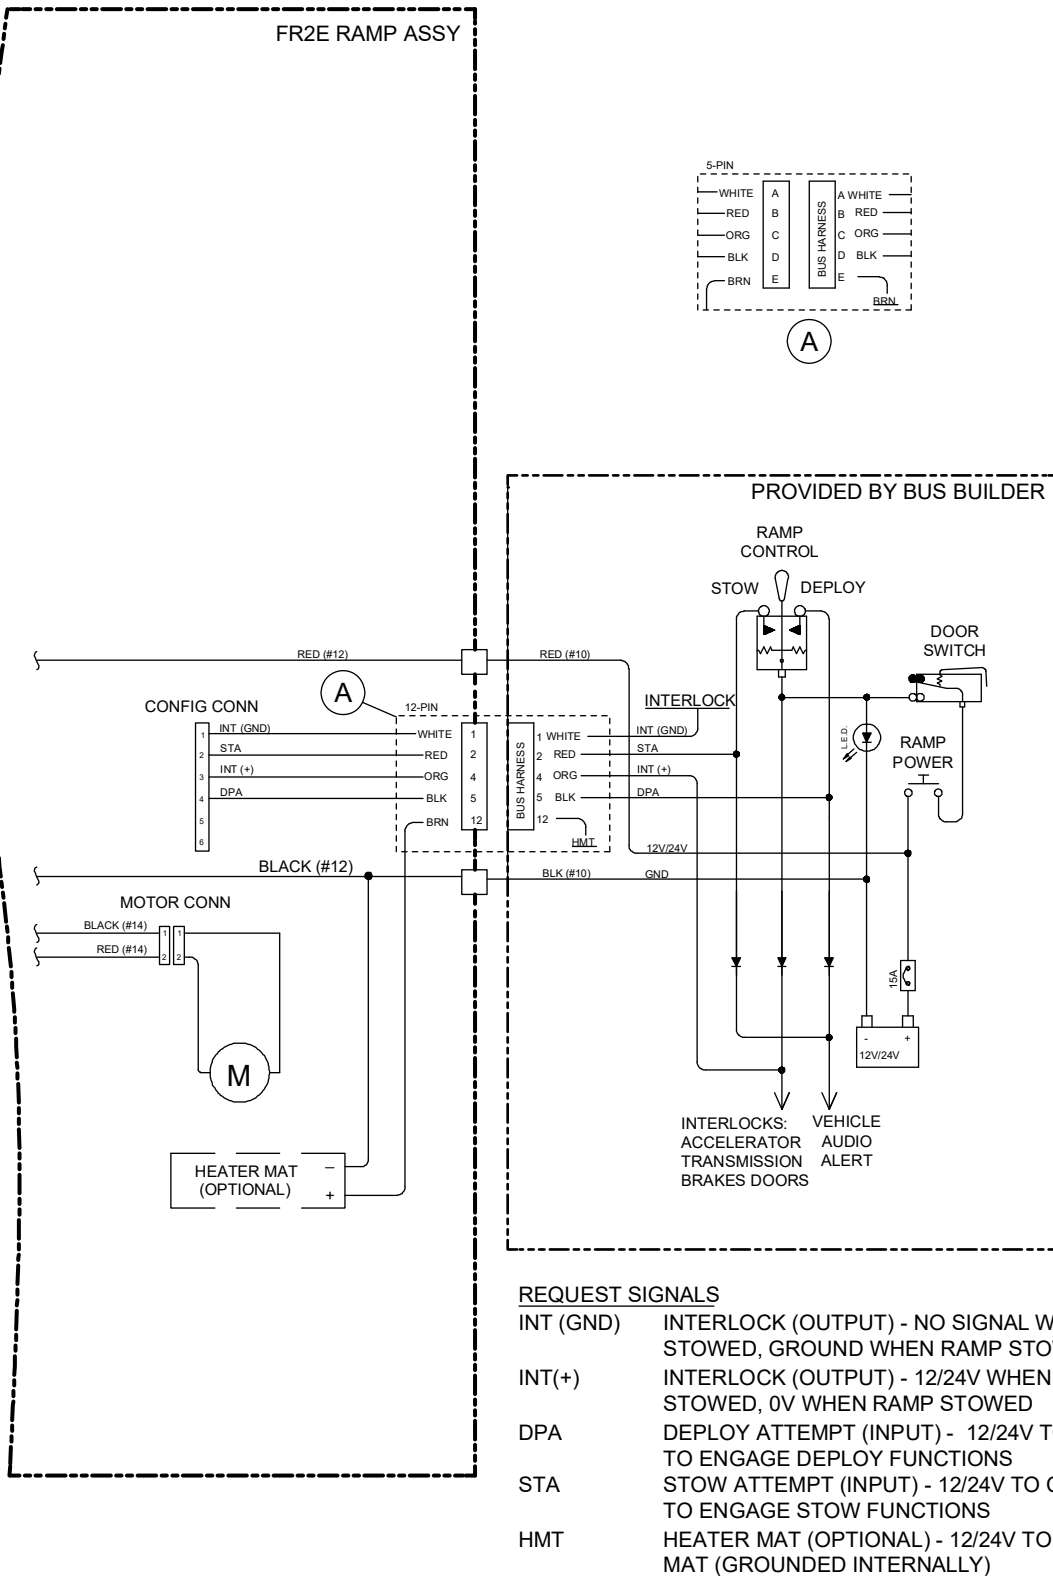 FR2E RAMP ASSY
5-PIN
WHITE A A WHITE
RED B B RED
ORG C C ORG
BLK D D BLK
BRN E E
BRN
BUS HARNESS
A
PROVIDED BY BUS BUILDER
RAMP
CONTROL
STOW DEPLOY
DOOR
SWITCH
RED (#12) RED (#10)
A
INTERLOCK
CONFIG CONN
12-PIN
1 INT (GND) WHITE 1 1 WHITE INT (GND)
2 STA RED 2 2 RED STA
3 INT (+) ORG 4 4 ORG INT (+)
4 DPA BLK 5 5 BLK DPA
5 BRN 12 12
6
HMT
BUS HARNESS
L.E.D.
RAMP
POWER
12V/24V
BLACK (#12) BLK (#10) GND
MOTOR CONN
BLACK (#14) 1 1
RED (#14) 2 2
15A
- +
12V/24V
M
INTERLOCKS:
ACCELERATOR
TRANSMISSION
BRAKES DOORS
VEHICLE
AUDIO
ALERT
HEATER MAT –
(OPTIONAL) +
REQUEST SIGNALS
INT (GND) INTERLOCK (OUTPUT) - NO SIGNAL W
STOWED, GROUND WHEN RAMP STO
INT(+) INTERLOCK (OUTPUT) - 12/24V WHEN
STOWED, 0V WHEN RAMP STOWED
DPA DEPLOY ATTEMPT (INPUT) - 12/24V T
TO ENGAGE DEPLOY FUNCTIONS
STA STOW ATTEMPT (INPUT) - 12/24V TO
TO ENGAGE STOW FUNCTIONS
HMT HEATER MAT (OPTIONAL) - 12/24V TO
MAT (GROUNDED INTERNALLY)